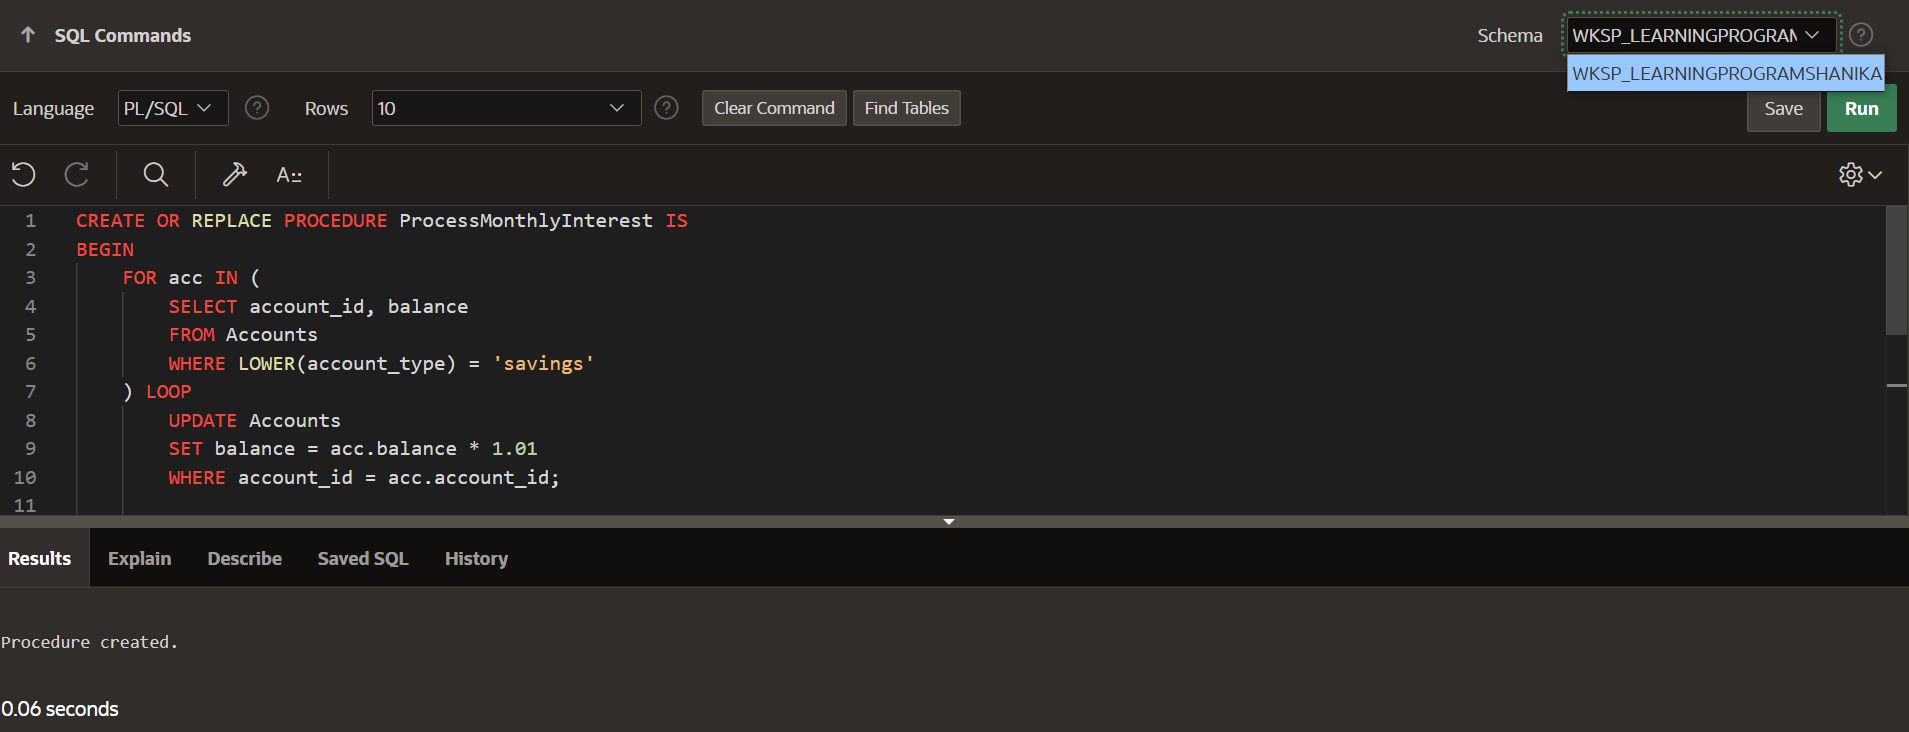 SQL Commands
Schema WKSP_LEARNINGPROGRAM
WKSP_LEARNINGPROGRAMSHANIKA
Language PL/SQL Rows 10 Clear Command Find Tables Save Run
A::
1 CREATE OR REPLACE PROCEDURE ProcessMonthlyInterest IS
2 BEGIN
3 FOR acc IN (
4 SELECT account_id, balance
5 FROM Accounts
6 WHERE LOWER(account_type) = 'savings'
7 ) LOOP
8 UPDATE Accounts
9 SET balance = acc.balance * 1.01
10 WHERE account_id = acc.account_id;
11
Results Explain Describe Saved SQL History
Procedure created.
0.06 seconds